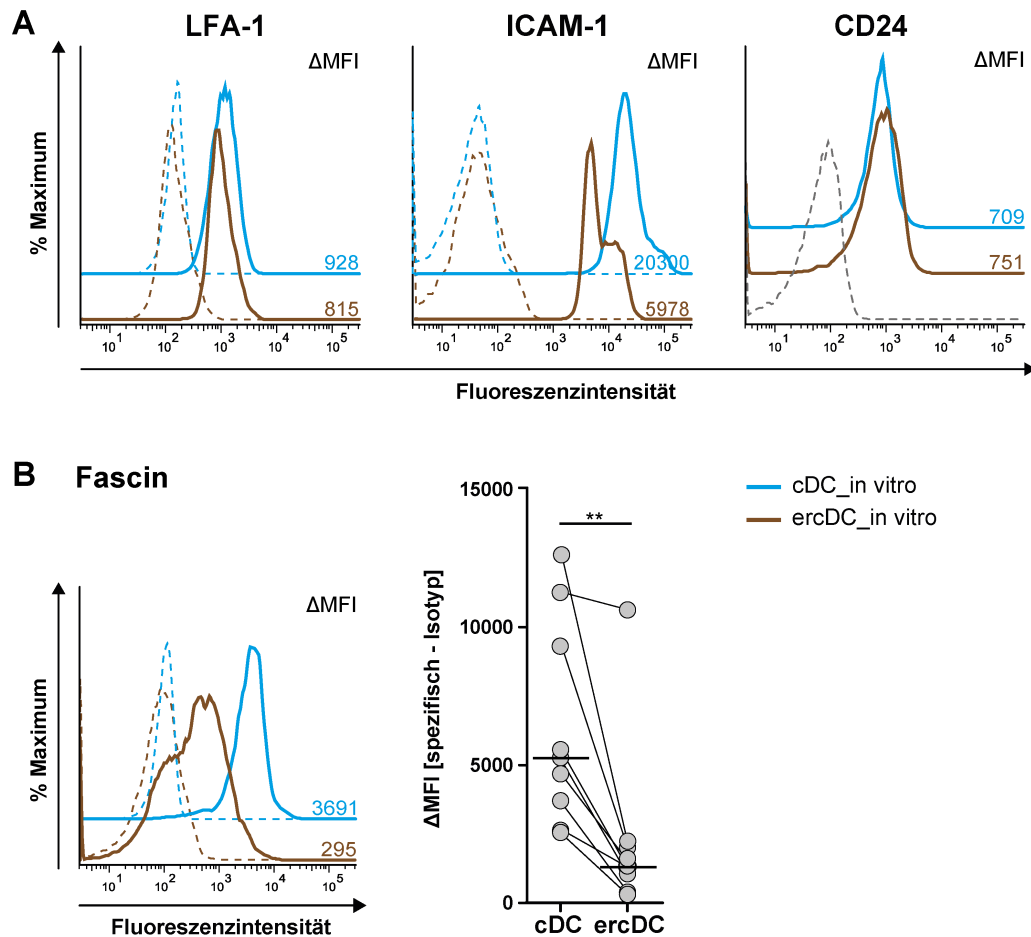 A
LFA-1
ICAM-1
CD24
ΔMFI
ΔMFI
ΔMFI
% Maximum
928
815
20300
5978
709
751
10¹ 10² 10³ 10⁴ 10⁵
10¹ 10² 10³ 10⁴ 10⁵
10¹ 10² 10³ 10⁴ 10⁵
Fluoreszenzintensität
B
Fascin
ΔMFI
% Maximum
3691
295
10¹ 10² 10³ 10⁴ 10⁵
Fluoreszenzintensität
ΔMFI [spezifisch - Isotyp]
15000
10000
5000
0
**
cDC ercDC
cDC_in vitro
ercDC_in vitro